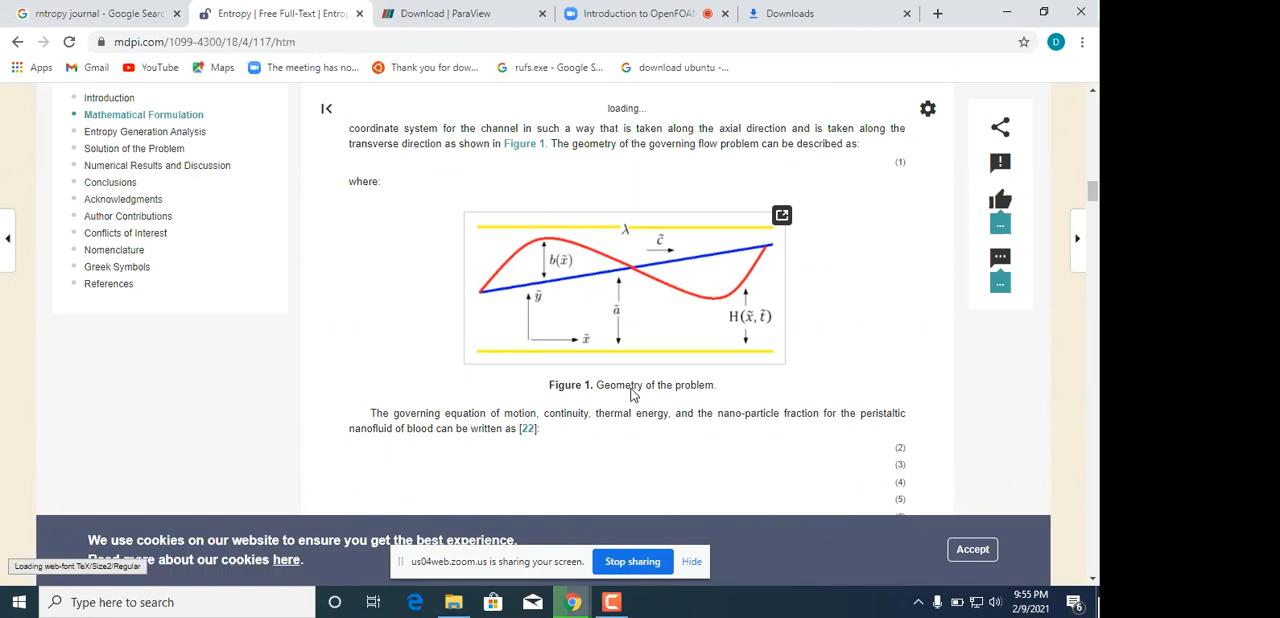 rntropy journal - Google Searc
Entropy | Free Full-Text | Entrop
Download | ParaView
Introduction to OpenFOA
Downloads
mdpi.com/1099-4300/18/4/117/htm
D
Apps
Gmail
YouTube
Maps
The meeting has no...
Thank you for dow...
rufs.exe - Google S...
download ubuntu -...
Introduction
Mathematical Formulation
Entropy Generation Analysis
Solution of the Problem
Numerical Results and Discussion
Conclusions
Acknowledgments
Author Contributions
Conflicts of Interest
Nomenclature
Greek Symbols
References
loading...
coordinate system for the channel in such a way that is taken along the axial direction and is taken along the
transverse direction as shown in Figure 1. The geometry of the governing flow problem can be described as:
(1)
where:
λ
c̃
b(x̃)
ỹ
ã
H(x̃, t̃)
x̃
Figure 1. Geometry of the problem.
The governing equation of motion, continuity, thermal energy, and the nano-particle fraction for the peristaltic
nanofluid of blood can be written as [22]:
(2)
(3)
(4)
(5)
...
...
We use cookies on our website to ensure you get the best experience.
Read more about our cookies here.
Accept
Loading web-font TeX/Size2/Regular
us04web.zoom.us is sharing your screen.
Stop sharing
Hide
Type here to search
9:55 PM
2/9/2021
6